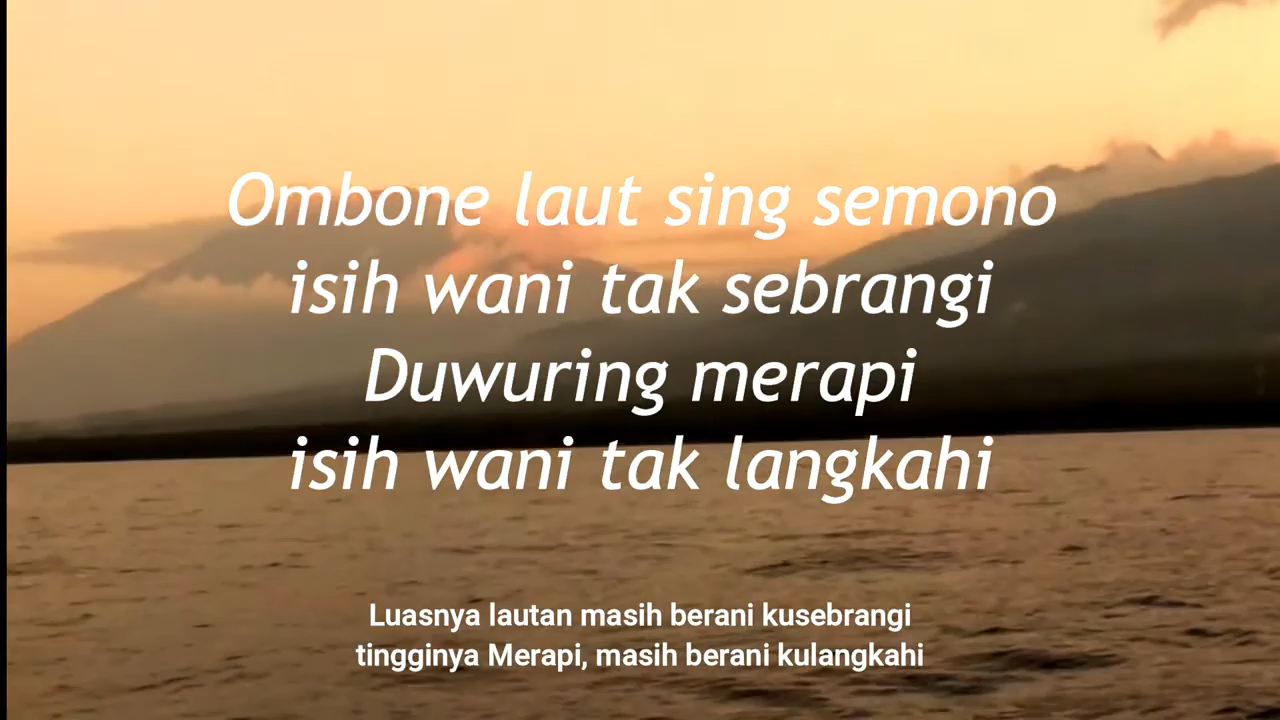 Ombone laut sing semono
isih wani tak sebrangi
Duwuring merapi
isih wani tak langkahi
Luasnya lautan masih berani kusebrangi
tingginya Merapi, masih berani kulangkahi